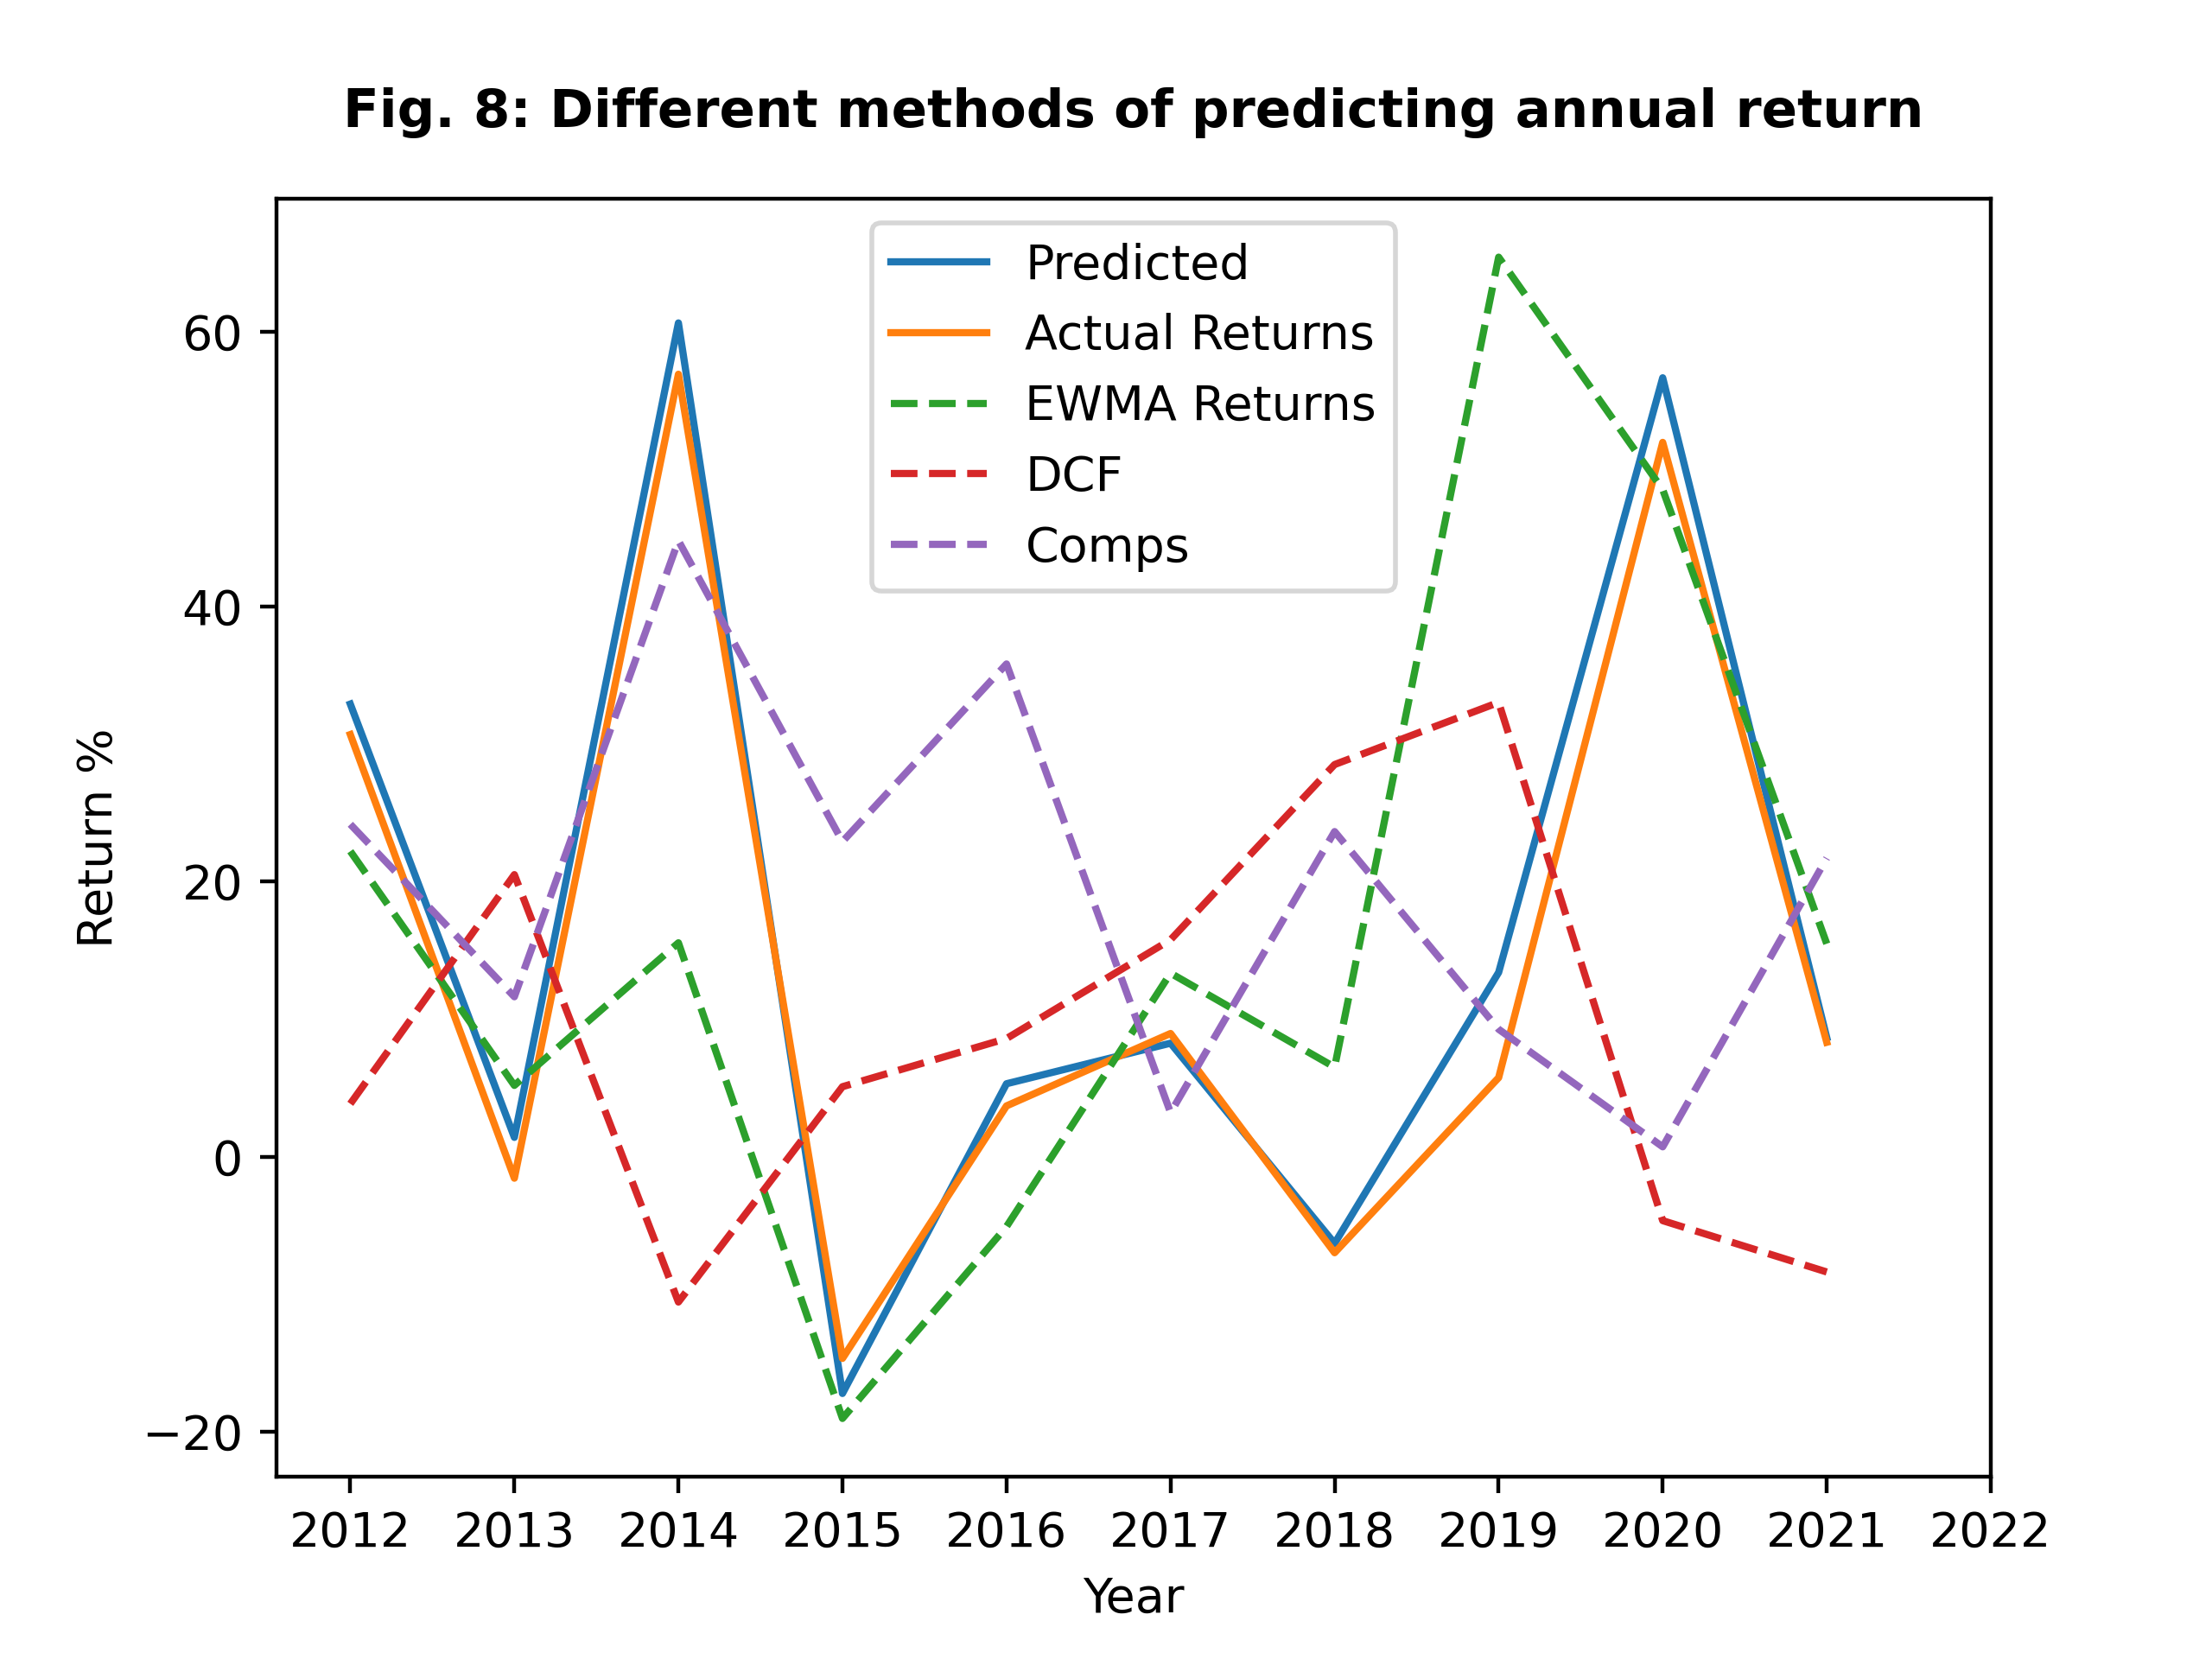 Fig. 8: Different methods of predicting annual return
Predicted
Actual Returns
EWMA Returns
DCF
Comps
Return %
60
40
20
0
−20
2012 2013 2014 2015 2016 2017 2018 2019 2020 2021 2022
Year